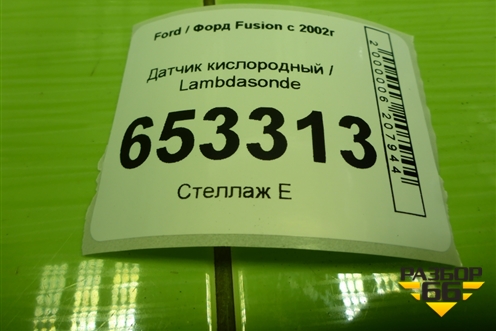 Ford / Форд Fusion с 2002г
Датчик кислородный /
Lambdasonde
653313
Стеллаж Е
2000006207944
РАЗБОР
66